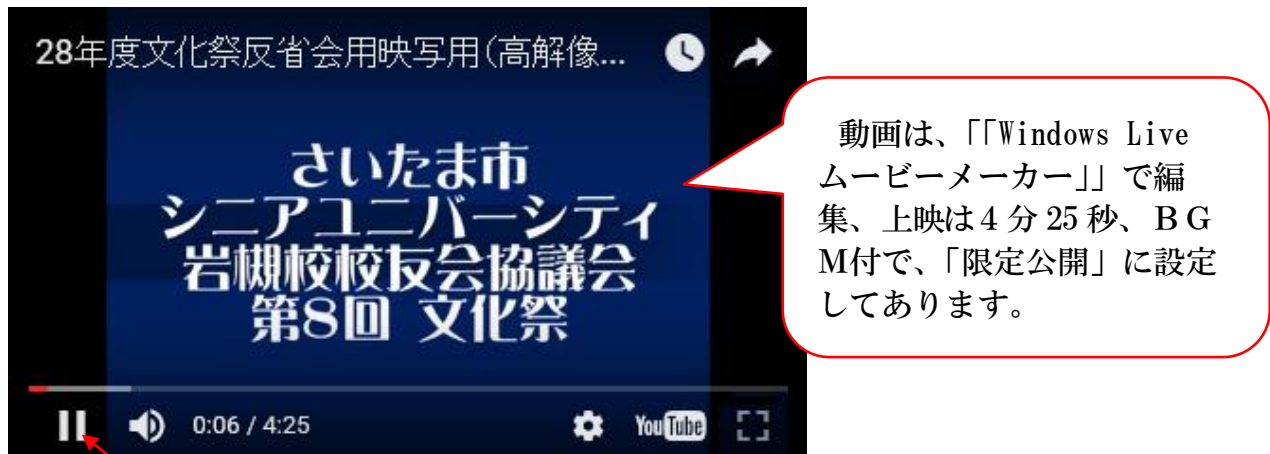 28年度文化祭反省会用映写用(高解像...
さいたま市
シニアユニバーシティ
岩槻校校友会協議会
第8回 文化祭
0:06 / 4:25
YouTube
動画は、「「Windows Live
ムービーメーカー」」で編
集、上映は4分25秒、ＢＧ
Ｍ付で、「限定公開」に設定
してあります。